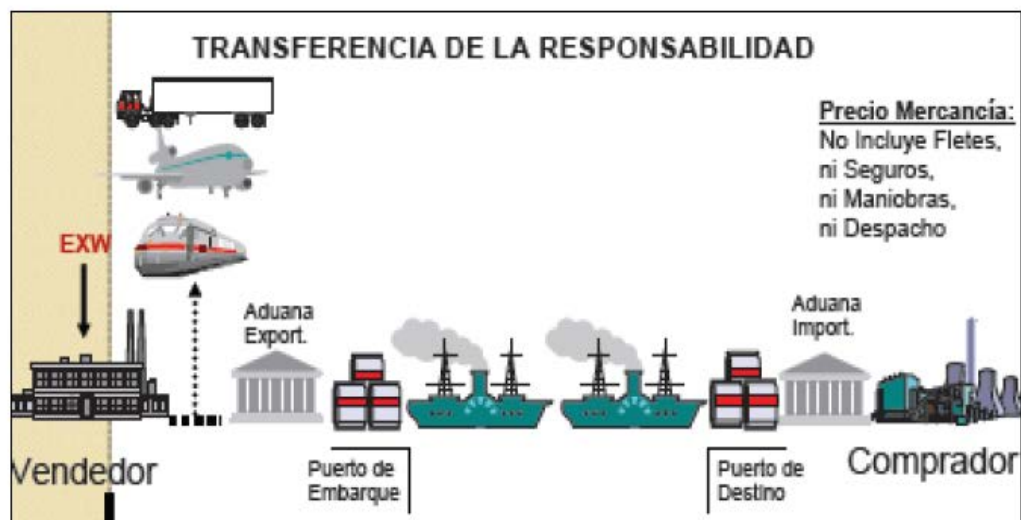 TRANSFERENCIA DE LA RESPONSABILIDAD
Precio Mercancía:
No Incluye Fletes,
ni Seguros,
ni Maniobras,
ni Despacho
EXW
Aduana
Export.
Aduana
Import.
Vendedor
Puerto de
Embarque
Puerto de
Destino
Comprador